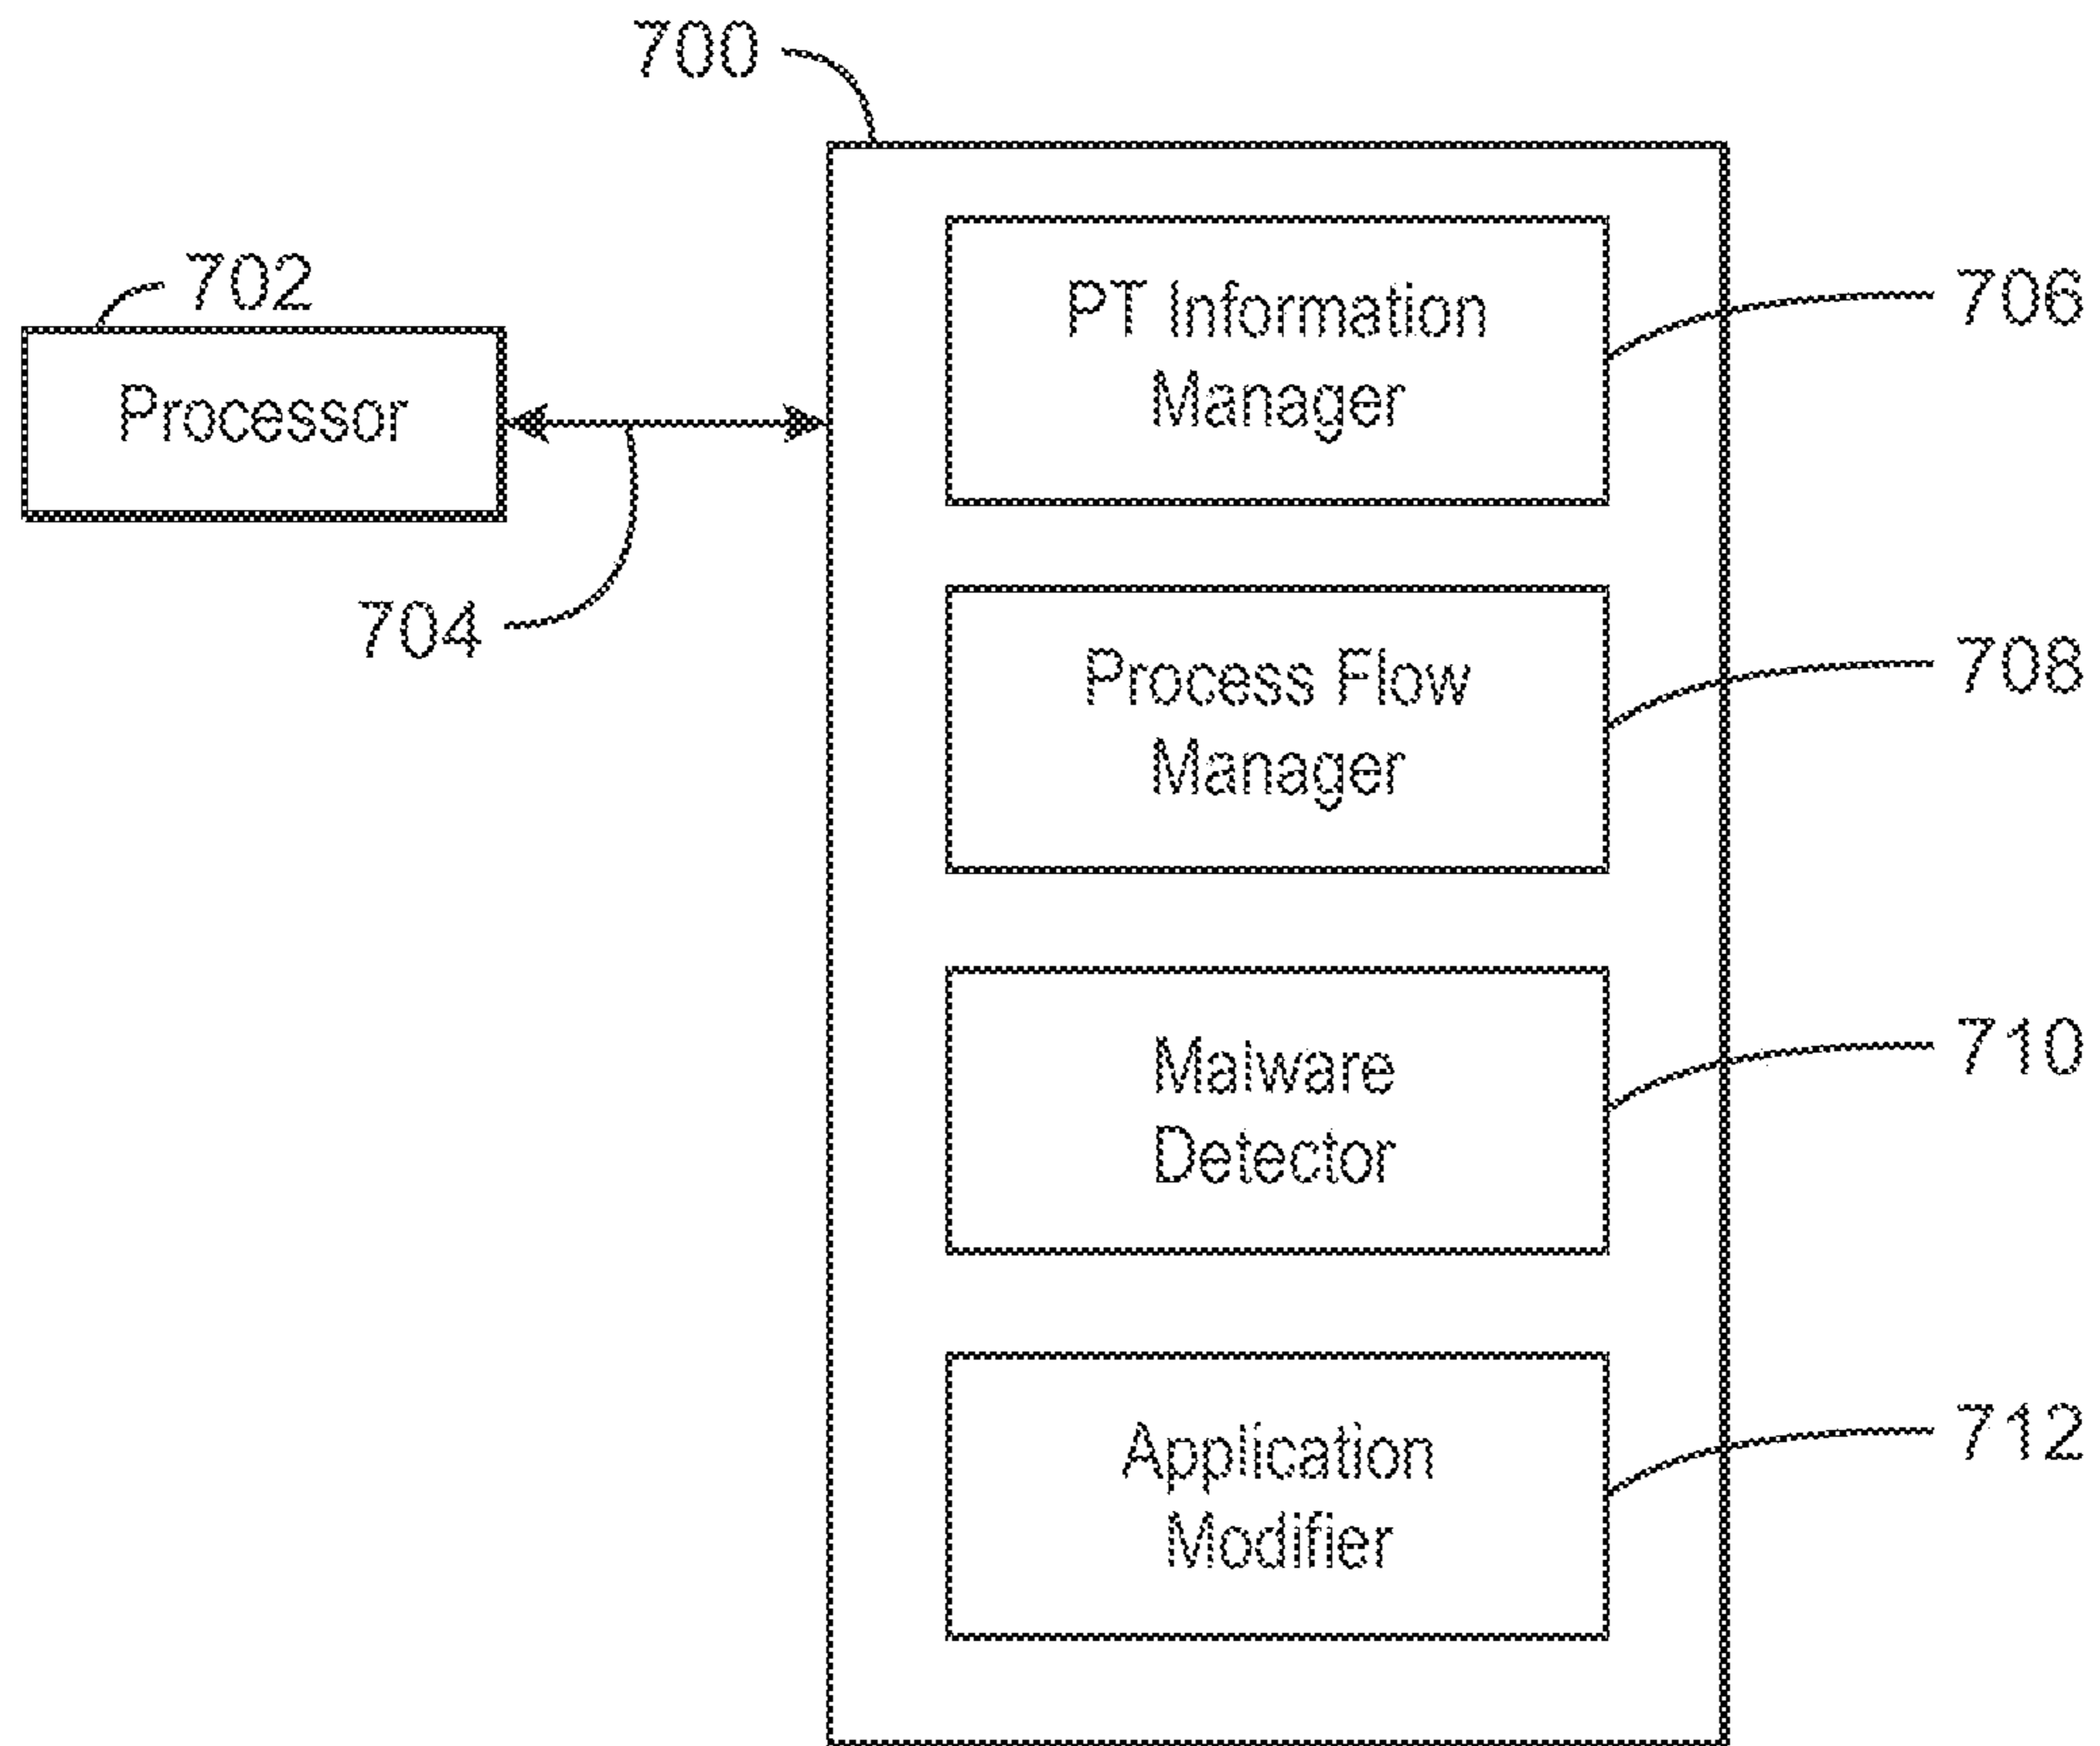 700
702
Processor
704
PT Information
Manager
706
Process Flow
Manager
708
Malware
Detector
710
Application
Modifier
712